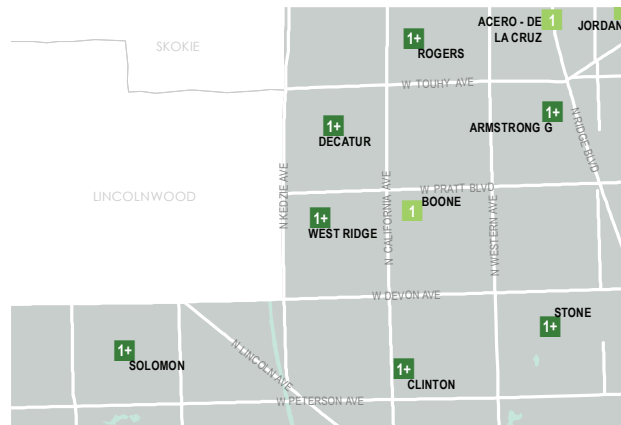 ACERO - DE
LA CRUZ
1
JORDAN
SKOKIE
1+
ROGERS
W TOUHY AVE
1+
DECATUR
1+
ARMSTRONG G
N RIDGE BLVD
N KEDZIE AVE
N CALIFORNIA AVE
N WESTERN AVE
LINCOLNWOOD
W PRATT BLVD
1+
WEST RIDGE
1
BOONE
W DEVON AVE
STONE
1+
1+
SOLOMON
N LINCOLN AVE
1+
CLINTON
W PETERSON AVE